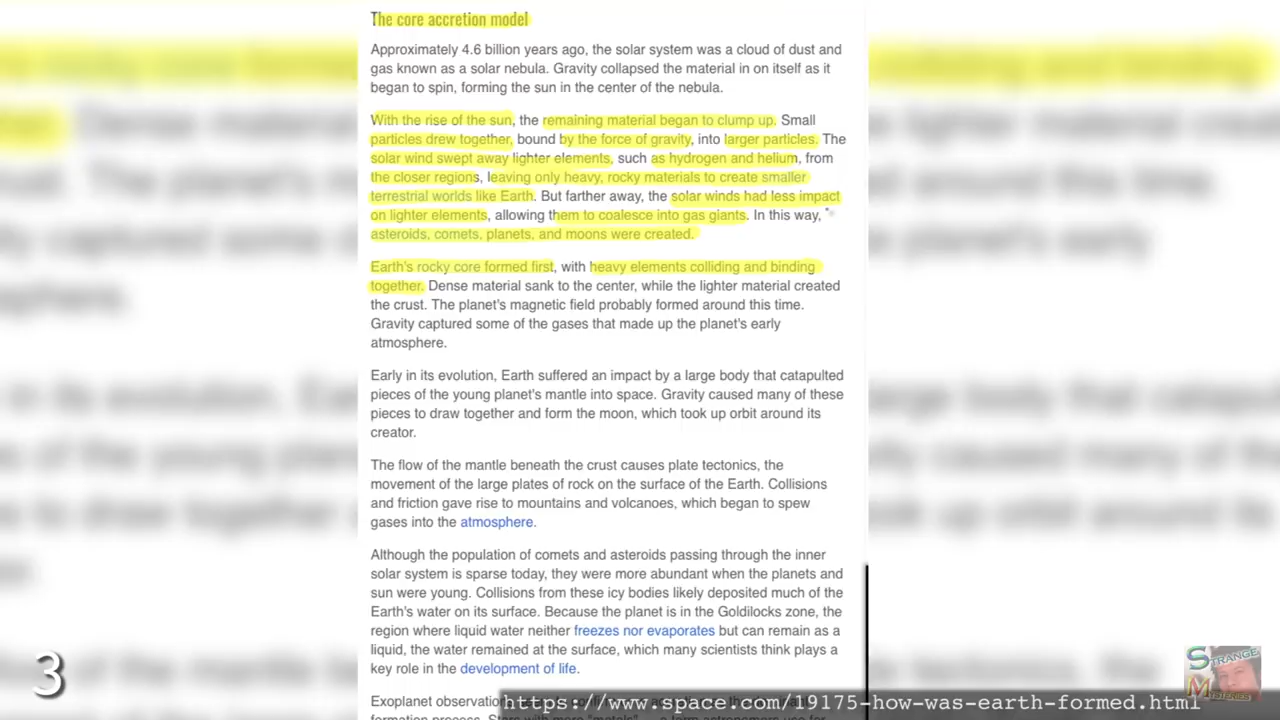 The core accretion model
Approximately 4.6 billion years ago, the solar system was a cloud of dust and
gas known as a solar nebula. Gravity collapsed the material in on itself as it
began to spin, forming the sun in the center of the nebula.
With the rise of the sun, the remaining material began to clump up. Small
particles drew together, bound by the force of gravity, into larger particles. The
solar wind swept away lighter elements, such as hydrogen and helium, from
the closer regions, leaving only heavy, rocky materials to create smaller
terrestrial worlds like Earth. But farther away, the solar winds had less impact
on lighter elements, allowing them to coalesce into gas giants. In this way,
asteroids, comets, planets, and moons were created.
Earth's rocky core formed first, with heavy elements colliding and binding
together. Dense material sank to the center, while the lighter material created
the crust. The planet's magnetic field probably formed around this time.
Gravity captured some of the gases that made up the planet's early
atmosphere.
Early in its evolution, Earth suffered an impact by a large body that catapulted
pieces of the young planet's mantle into space. Gravity caused many of these
pieces to draw together and form the moon, which took up orbit around its
creator.
The flow of the mantle beneath the crust causes plate tectonics, the
movement of the large plates of rock on the surface of the Earth. Collisions
and friction gave rise to mountains and volcanoes, which began to spew
gases into the atmosphere.
Although the population of comets and asteroids passing through the inner
solar system is sparse today, they were more abundant when the planets and
sun were young. Collisions from these icy bodies likely deposited much of the
Earth's water on its surface. Because the planet is in the Goldilocks zone, the
region where liquid water neither freezes nor evaporates but can remain as a
liquid, the water remained at the surface, which many scientists think plays a
key role in the development of life.
Exoplanet
https://www.space.com/19175-how-was-earth-formed.html
3
STRANGE
MYSTERIES